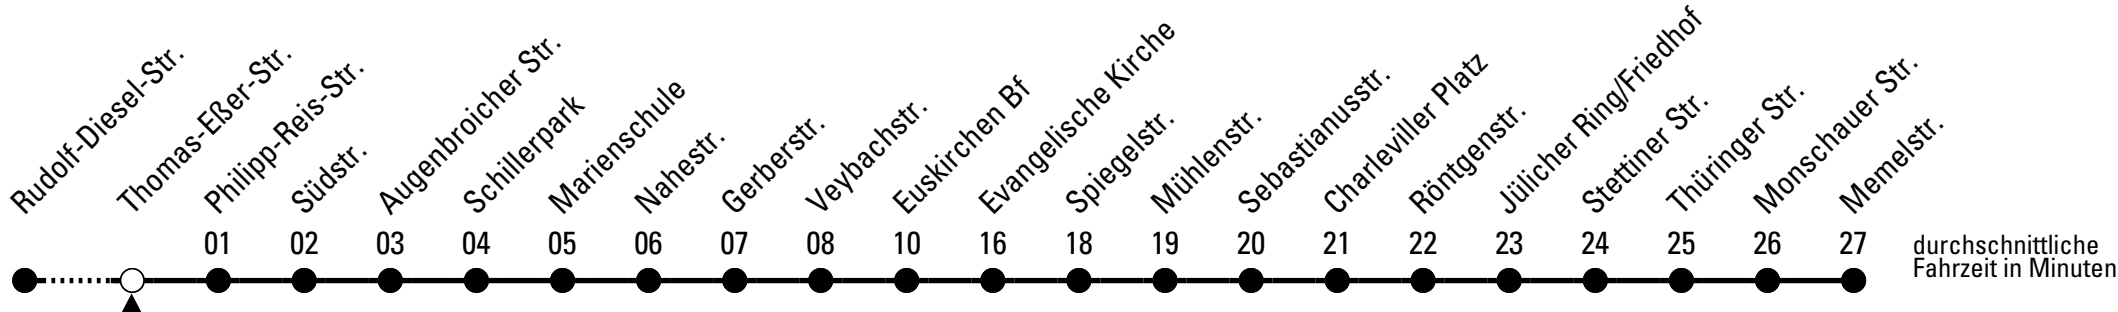 Rudolf-Diesel-Str.
Thomas-Eßer-Str.
Philipp-Reis-Str.
Südstr.
Augenbroicher Str.
Schillerpark
Marienschule
Nahestr.
Gerberstr.
Veybachstr.
Euskirchen Bf
Evangelische Kirche
Spiegelstr.
Mühlenstr.
Sebastianusstr.
Charleviller Platz
Röntgenstr.
Jülicher Ring/Friedhof
Stettiner Str.
Thüringer Str.
Monschauer Str.
Memelstr.
01 02 03 04 05 06 07 08 10 16 18 19 20 21 22 23 24 25 26 27
durchschnittliche
Fahrzeit in Minuten